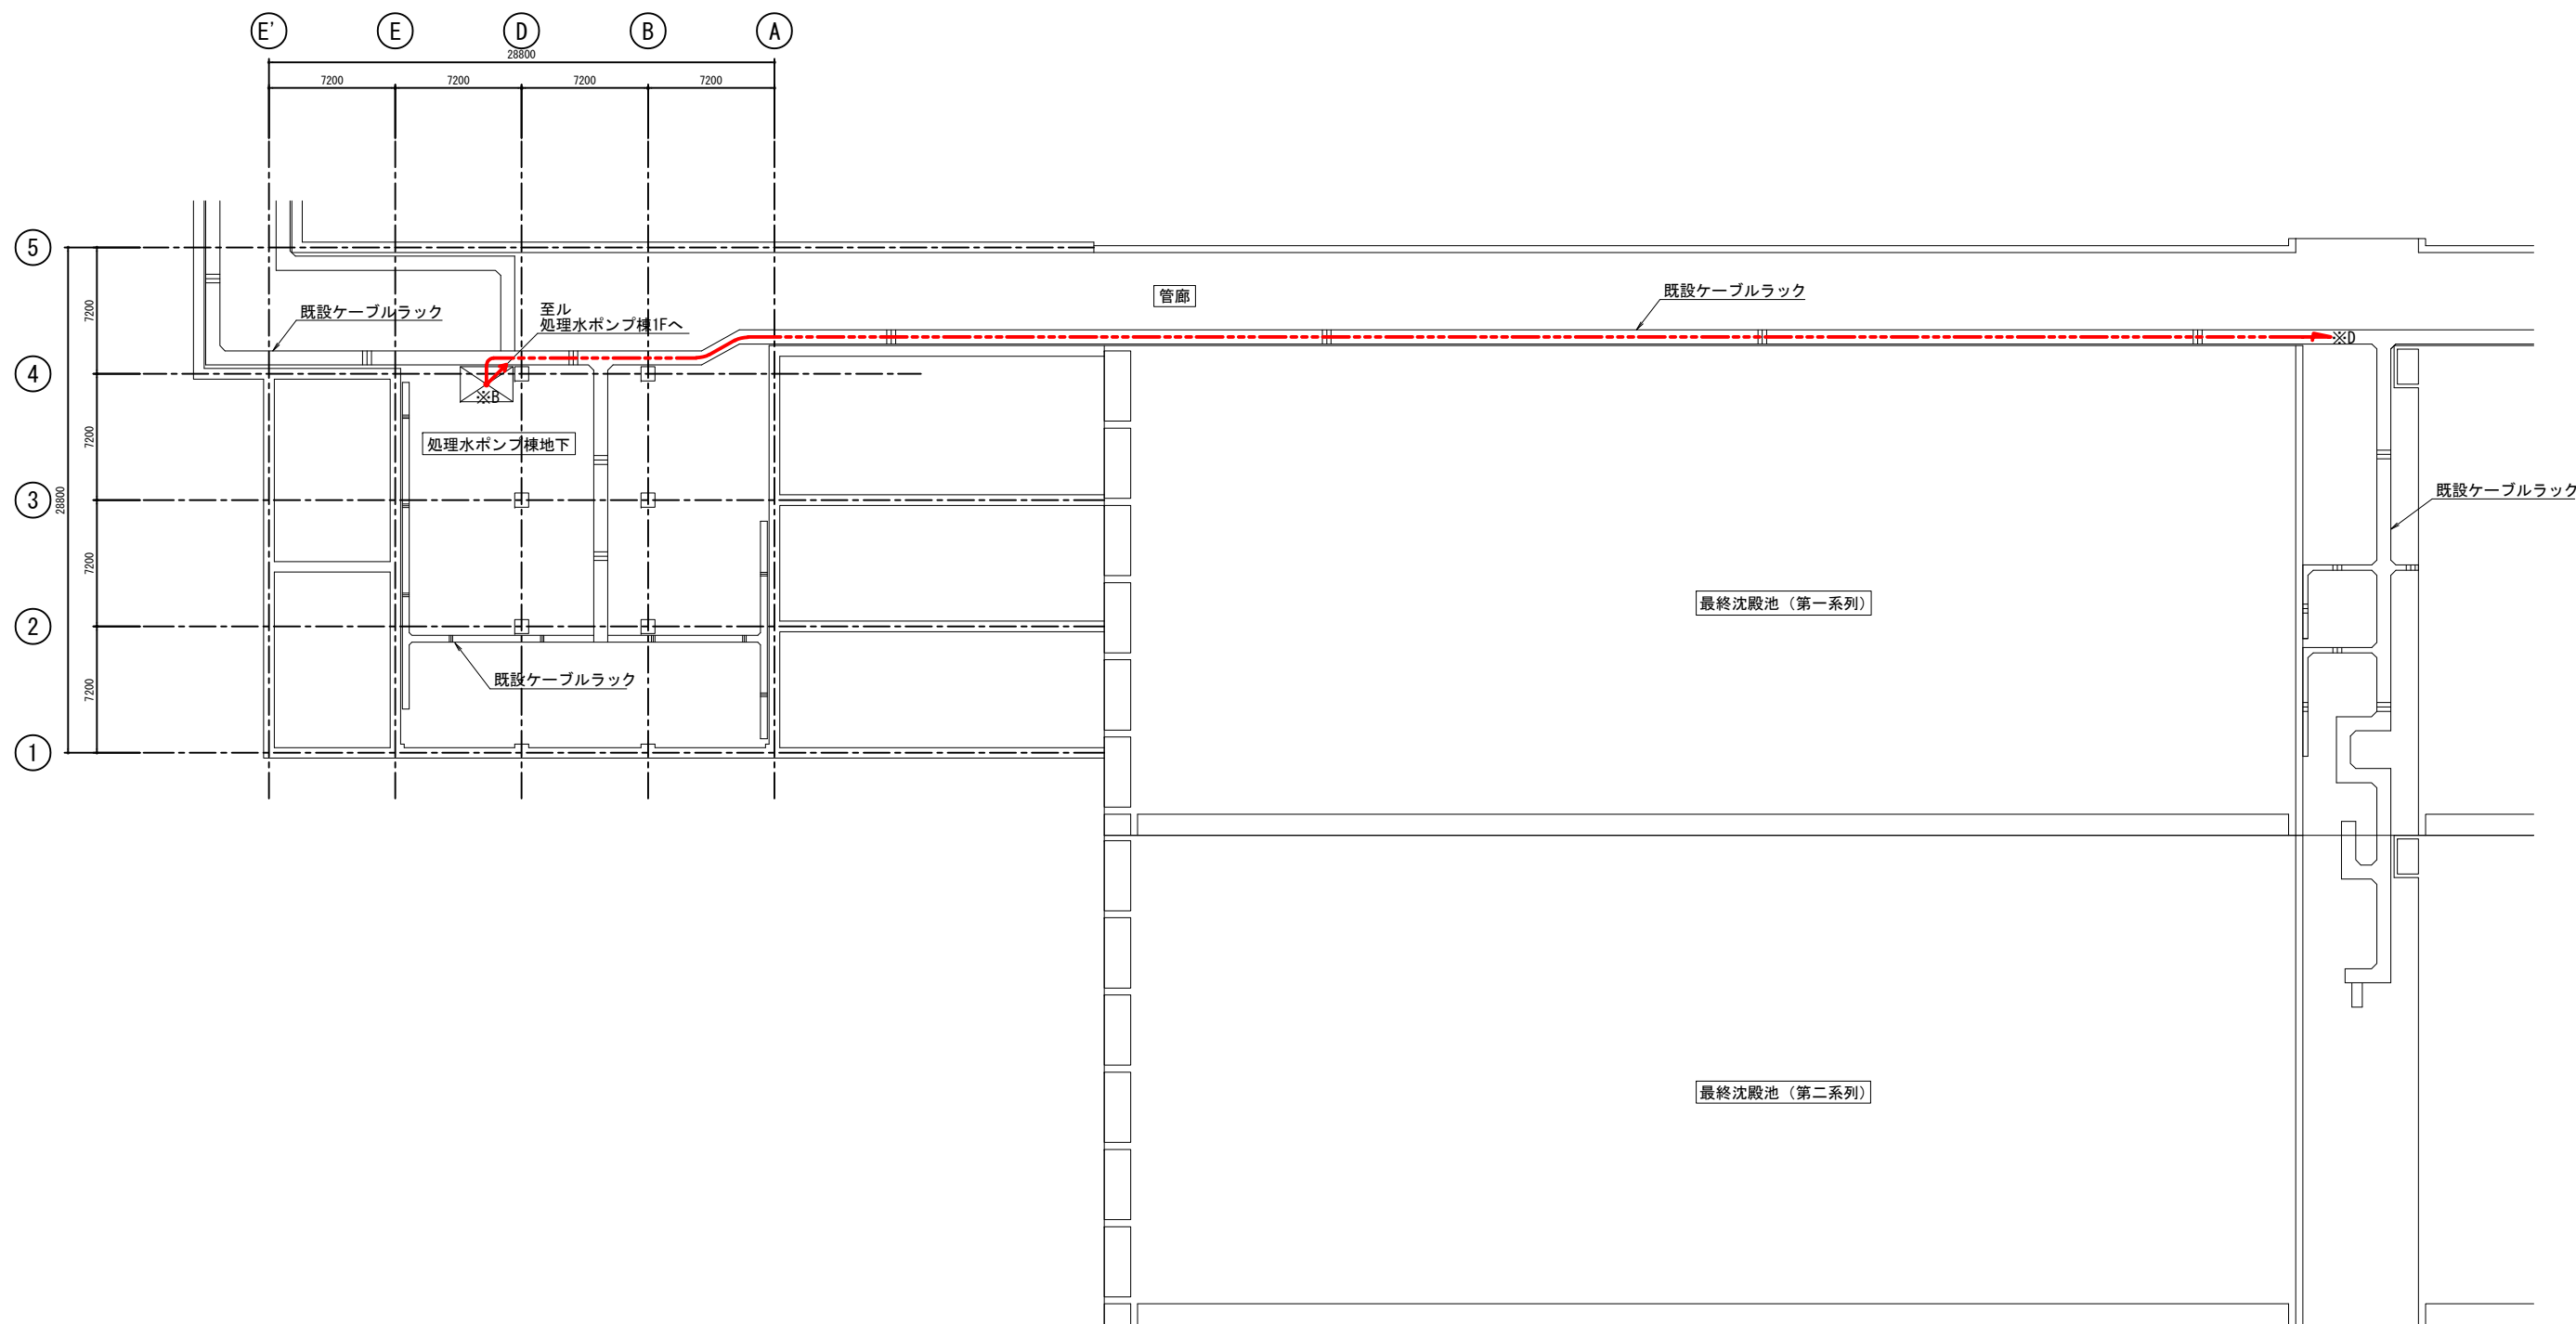 E' E D B A
28800
7200 7200 7200 7200
5
4
3
2
1
28800
7200
7200
7200
7200
既設ケーブルラック
至ル
処理水ポンプ棟1Fへ
管廊
既設ケーブルラック
※D
※B
処理水ポンプ棟地下
既設ケーブルラック
最終沈殿池（第一系列）
既設ケーブルラック
最終沈殿池（第二系列）